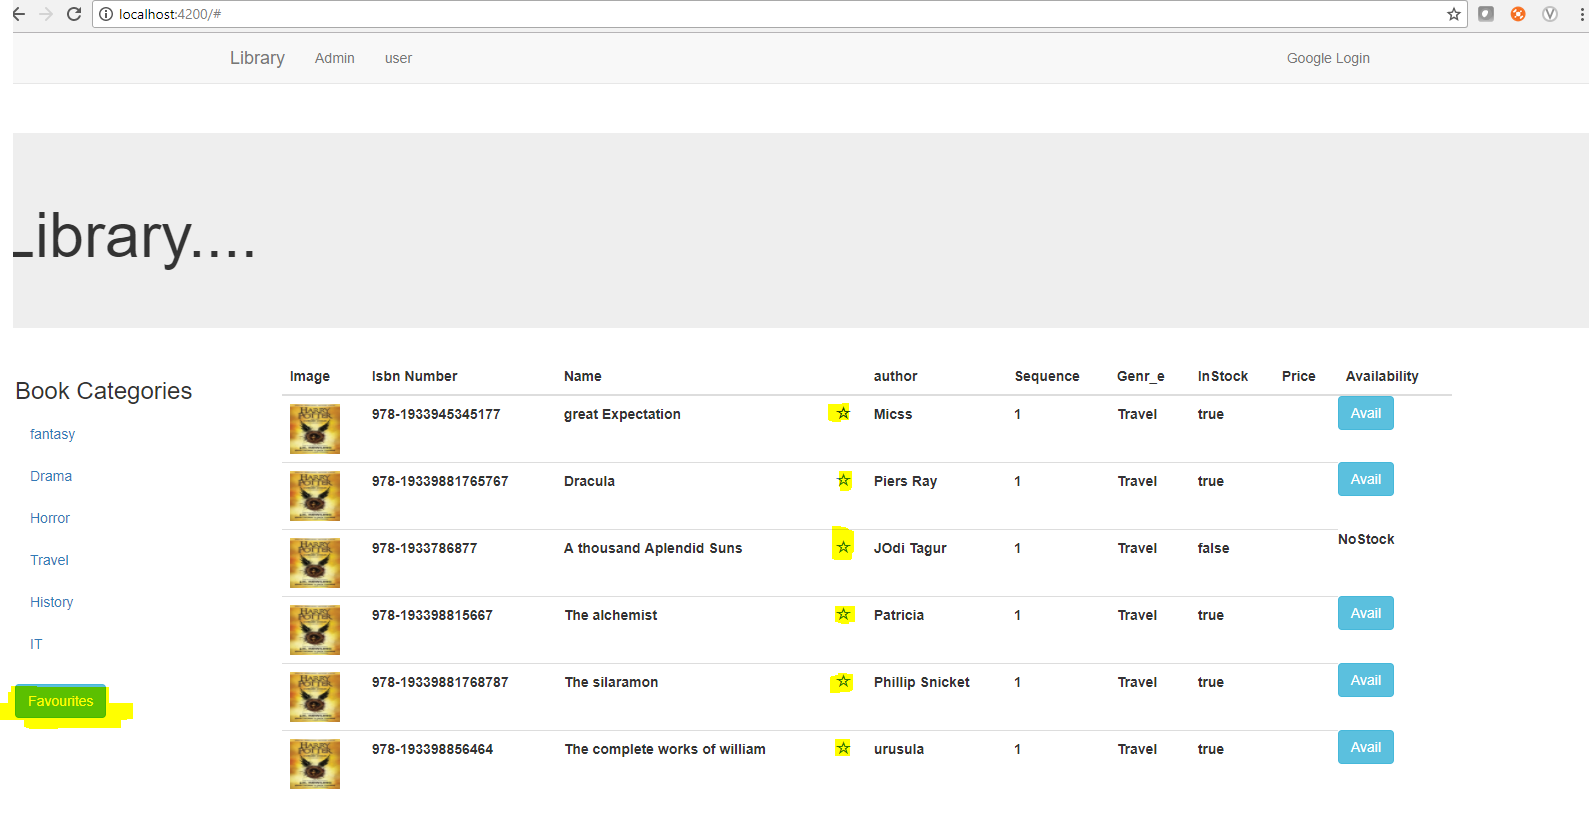 localhost:4200/#
Library Admin user Google Login
Library....
Book Categories
fantasy
Drama
Horror
Travel
History
IT
Favourites
Image Isbn Number Name author Sequence Genr_e InStock Price Availability
978-1933945345177 great Expectation ☆ Micss 1 Travel true Avail
978-19339881765767 Dracula ☆ Piers Ray 1 Travel true Avail
978-1933786877 A thousand Aplendid Suns ☆ JOdi Tagur 1 Travel false NoStock
978-193398815667 The alchemist ☆ Patricia 1 Travel true Avail
978-19339881768787 The silaramon ☆ Phillip Snicket 1 Travel true Avail
978-193398856464 The complete works of william ☆ urusula 1 Travel true Avail